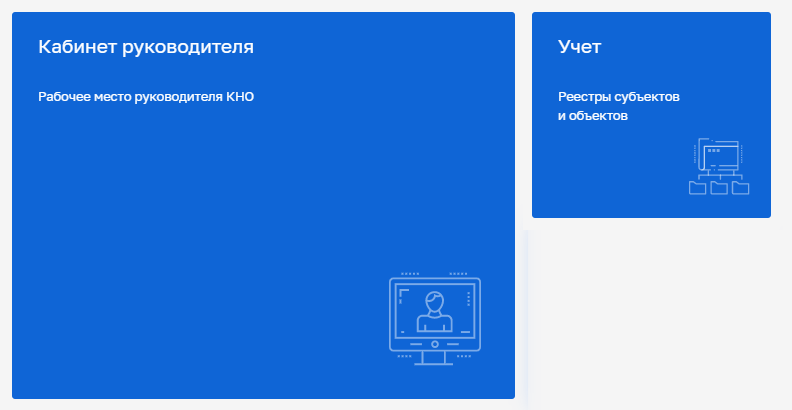 Кабинет руководителя
Рабочее место руководителя КНО
Учет
Реестры субъектов
и объектов